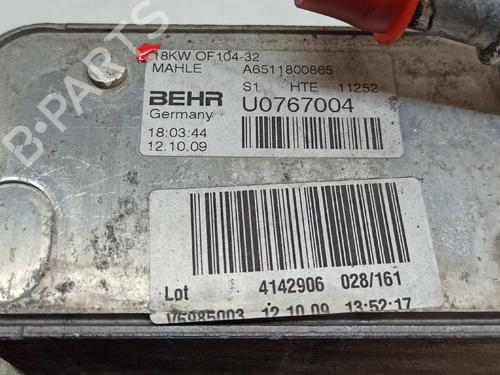 18KW OF104-32
MAHLE A6511800865
S1 HTE 11252
BEHR U0767004
Germany
18:03:44
12.10.09
Lot 4142906 028/161
12.10.09 13:52:17
B-PARTS